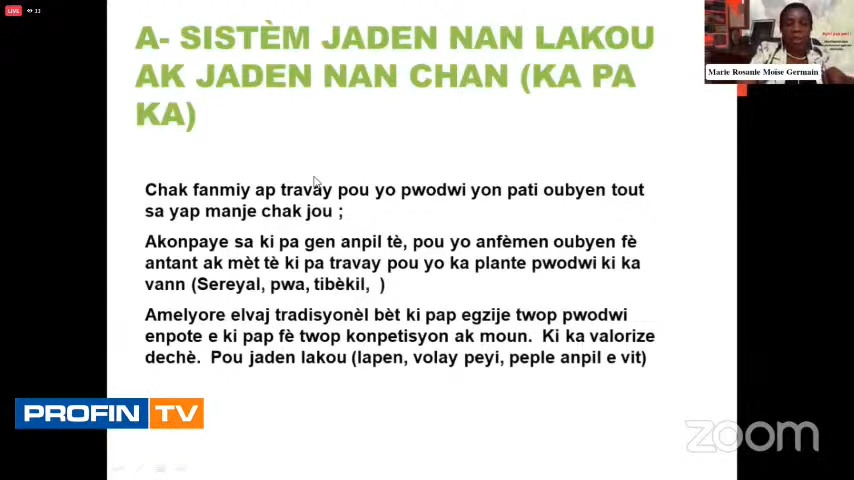 LIVE 33
A- SISTÈM JADEN NAN LAKOU
AK JADEN NAN CHAN (KA PA
KA)
Marie Rosanie Moïse Germain
Chak fanmiy ap travay pou yo pwodwi yon pati oubyen tout
sa yap manje chak jou ;
Akonpaye sa ki pa gen anpil tè, pou yo anfèmen oubyen fè
antant ak mèt tè ki pa travay pou yo ka plante pwodwi ki ka
vann (Sereyal, pwa, tibèkil, )
Amelyore elvaj tradisyonèl bèt ki pap egzije twop pwodwi
enpote e ki pap fè twop konpetisyon ak moun. Ki ka valorize
dechè. Pou jaden lakou (lapen, volay peyi, peple anpil e vit)
PROFIN TV
zoom